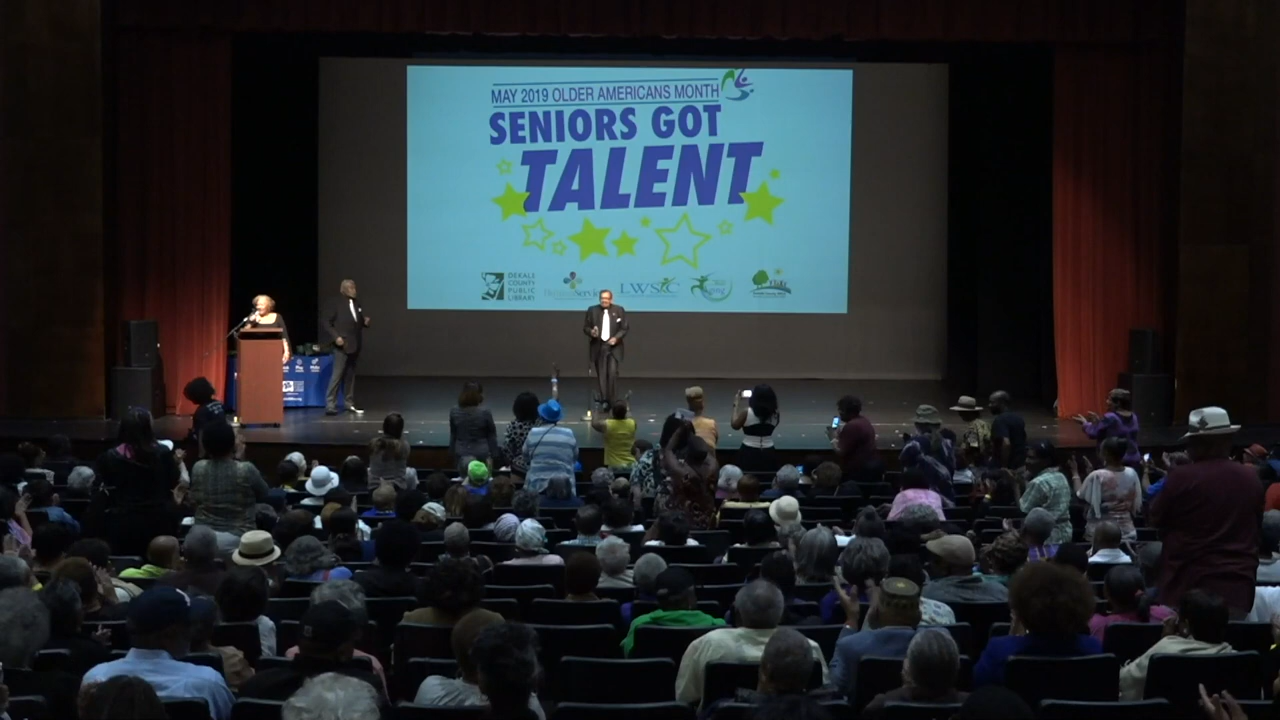 MAY 2019 OLDER AMERICANS MONTH
SENIORS GOT
TALENT
DEKALB
COUNTY
PUBLIC
LIBRARY
LWSC